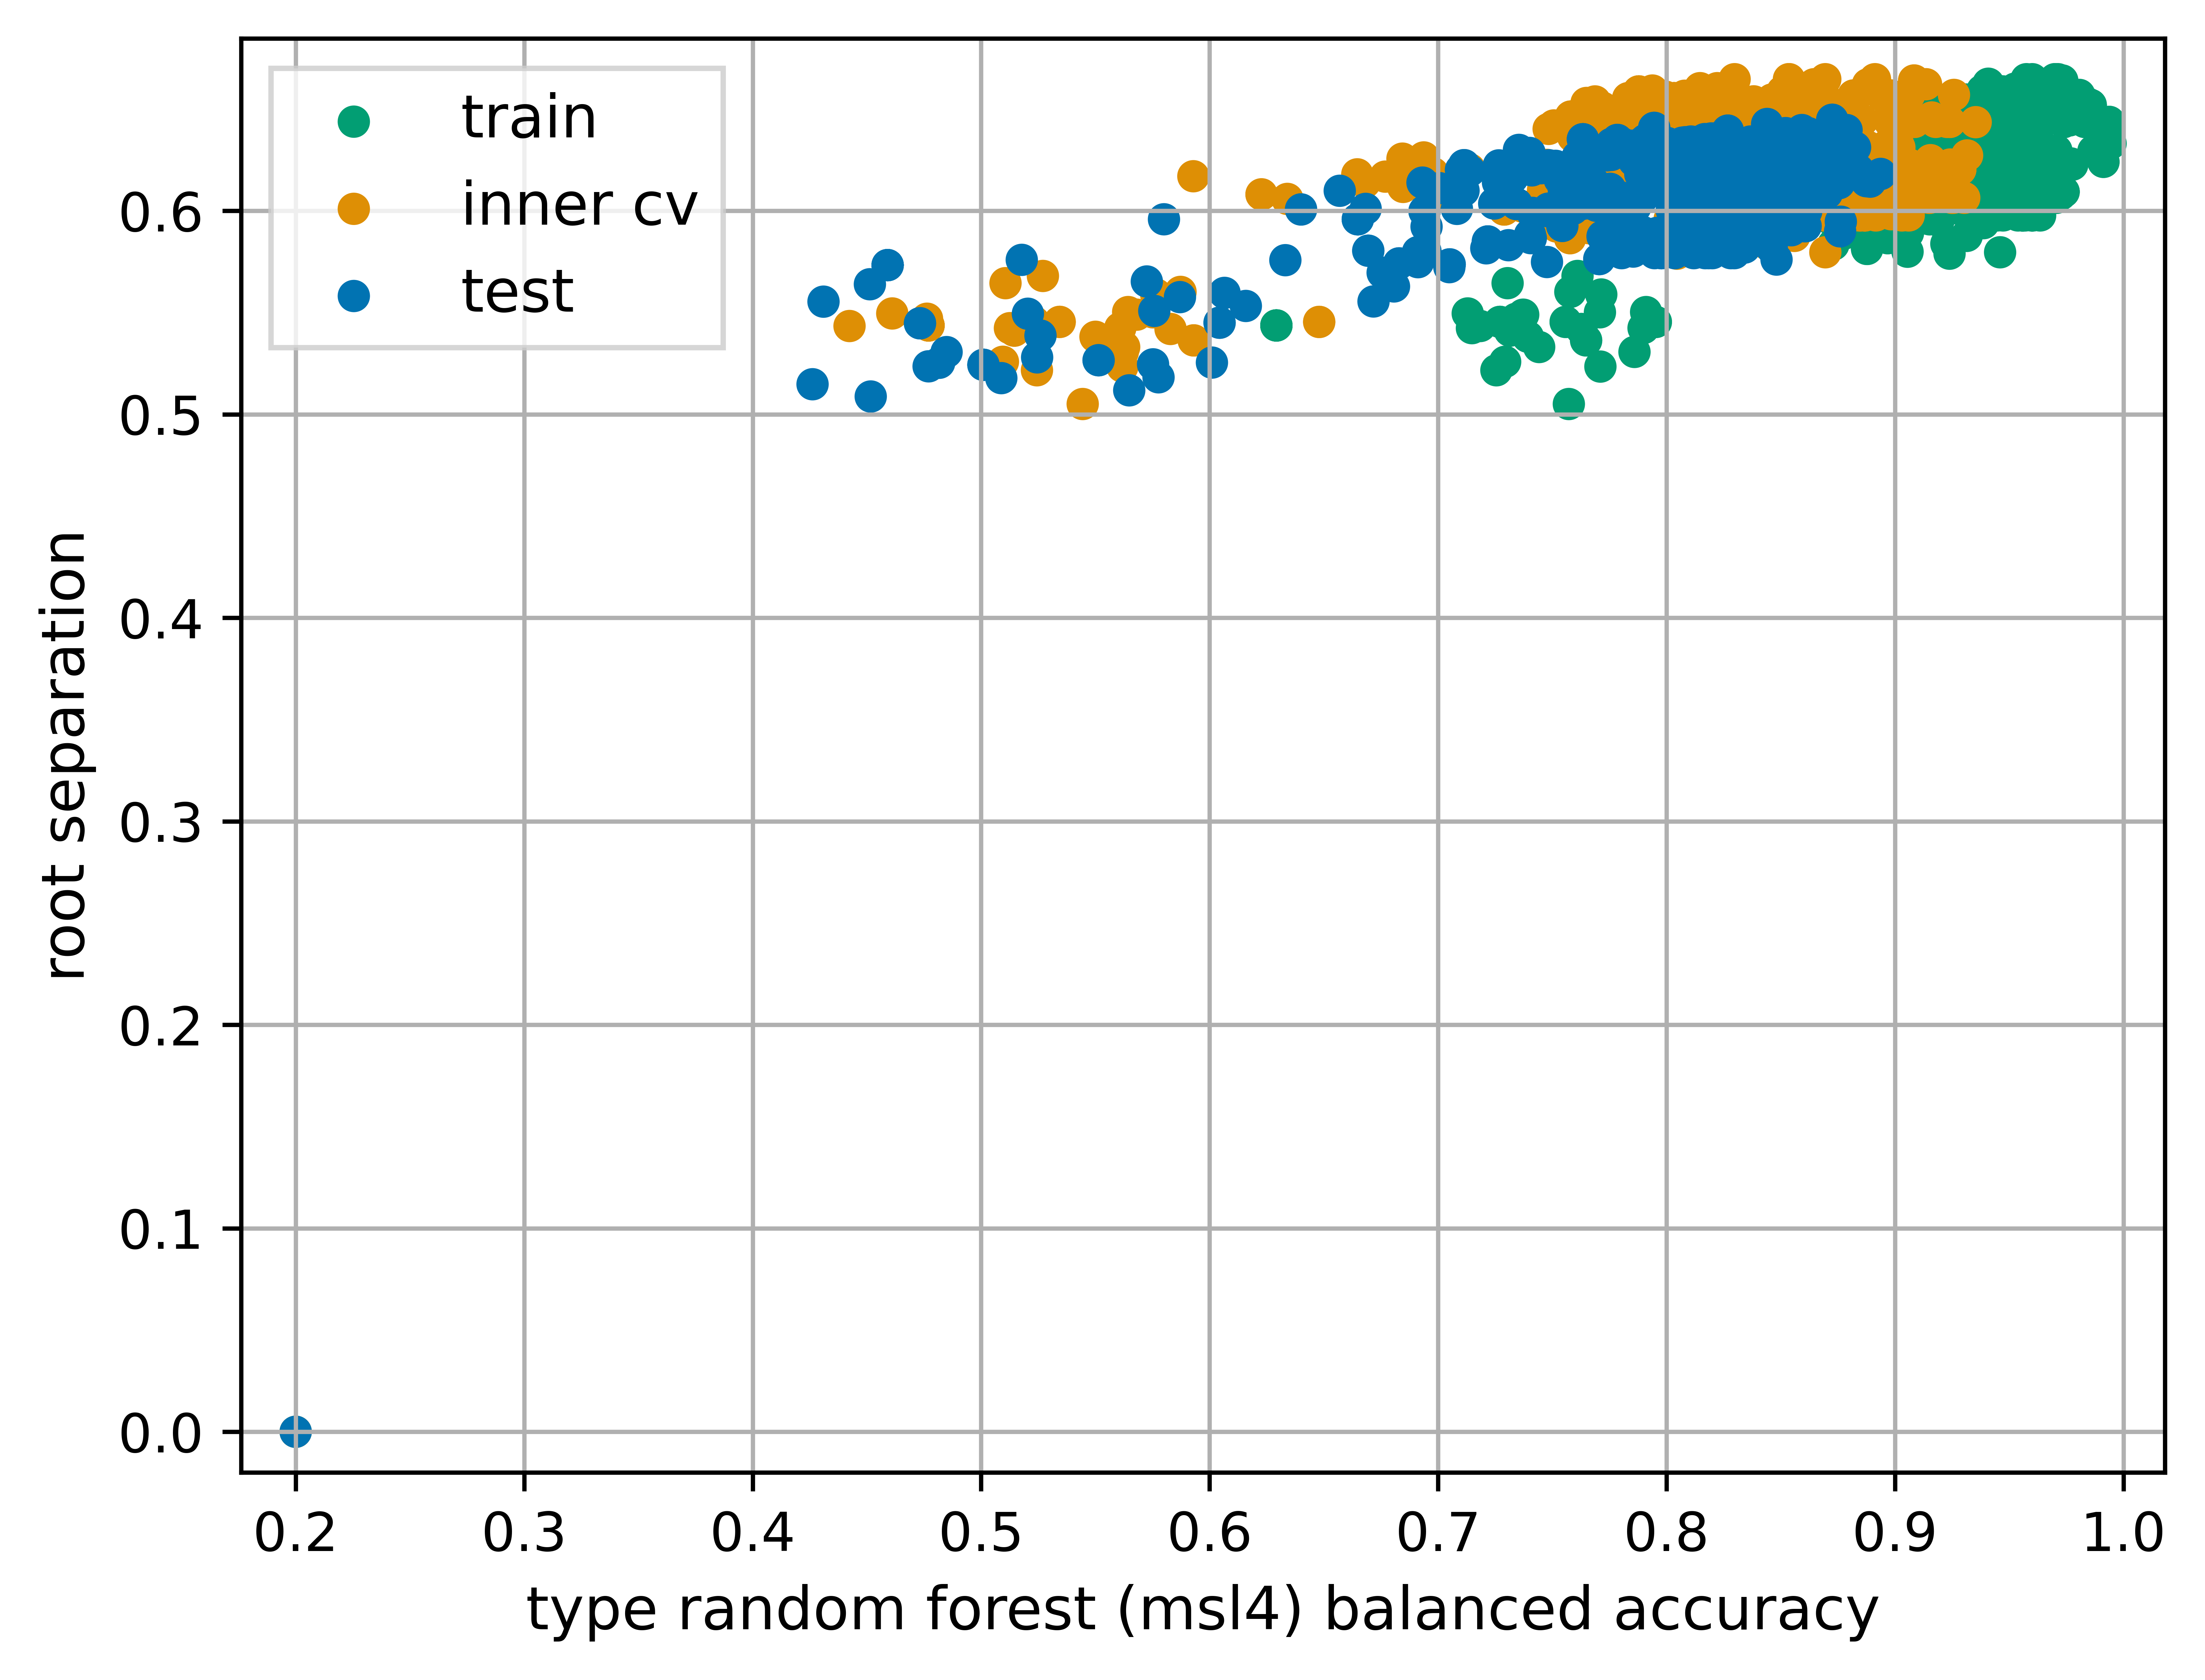 train
inner cv
test
root separation
0.6
0.5
0.4
0.3
0.2
0.1
0.0
0.2 0.3 0.4 0.5 0.6 0.7 0.8 0.9 1.0
type random forest (msl4) balanced accuracy